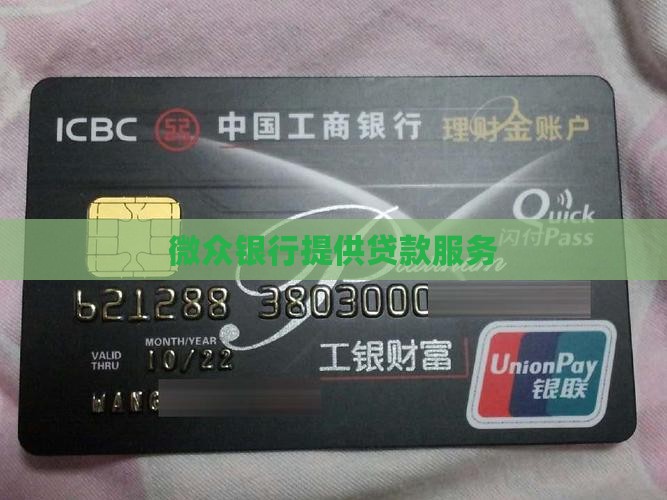 ICBC 中国工商银行 理财金账户
Quick
闪付Pass
微众银行提供贷款服务
Platinum
621288 3803000
MONTH/YEAR
VALID THRU 10/22
工银财富
UnionPay
银联
WANG